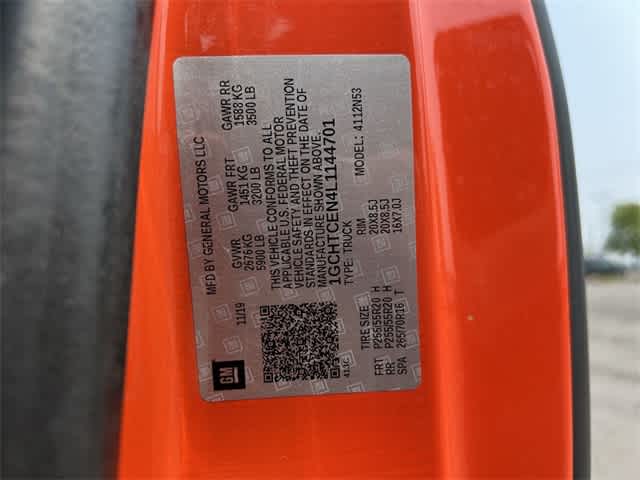 GM
11/19
MFD BY GENERAL MOTORS LLC
GVWR GAWR FRT GAWR RR
2676 KG 1451 KG 1588 KG
5900 LB 3200 LB 3500 LB
THIS VEHICLE CONFORMS TO ALL
APPLICABLE U.S. FEDERAL MOTOR
VEHICLE SAFETY AND THEFT PREVENTION
STANDARDS IN EFFECT ON THE DATE OF
MANUFACTURE SHOWN ABOVE.
1GCHTCEN4L1144701
TYPE: TRUCK MODEL: 4112N53
TIRE SIZE RIM
FRT P255/55R20 H 20X8.5J
RR P255/55R20 H 20X8.5J
SPA 265/70R16 T 16X7.0J